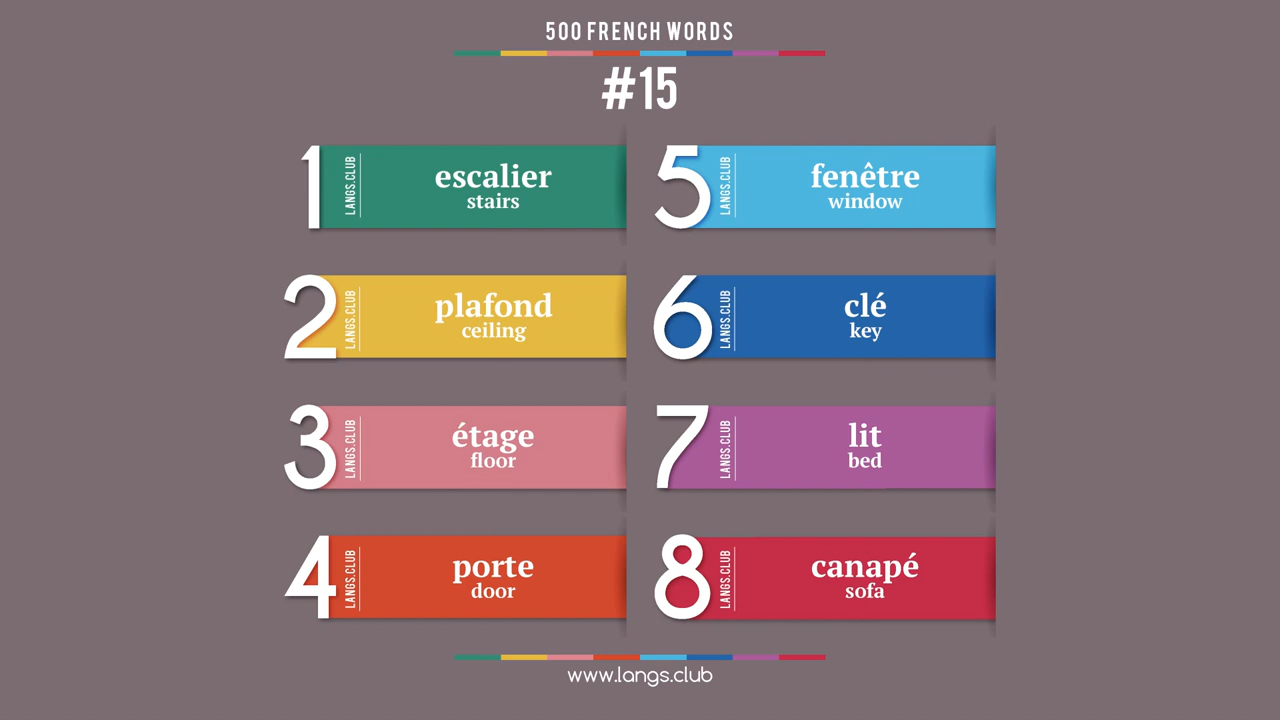 500 FRENCH WORDS
#15
1
LANGS.CLUB
escalier
stairs
2
LANGS.CLUB
plafond
ceiling
3
LANGS.CLUB
étage
floor
4
LANGS.CLUB
porte
door
5
LANGS.CLUB
fenêtre
window
6
LANGS.CLUB
clé
key
7
LANGS.CLUB
lit
bed
8
LANGS.CLUB
canapé
sofa
www.langs.club